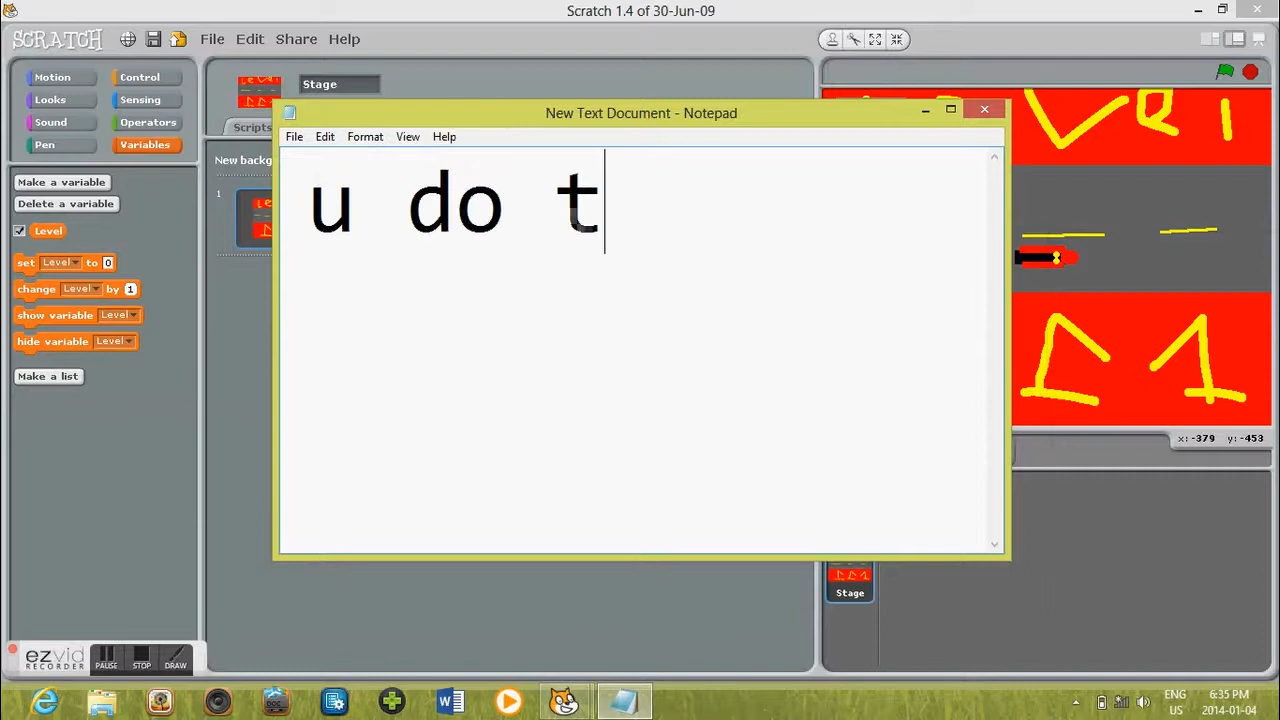 Scratch 1.4 of 30-Jun-09
SCRATCH File Edit Share Help
Motion Control
Looks Sensing
Sound Operators
Pen Variables
Make a variable
Delete a variable
Level
set Level to 0
change Level by 1
show variable Level
hide variable Level
Make a list
Stage
Scripts
New backg
1
New Text Document - Notepad
File Edit Format View Help
u do t
x: -379 y: -453
Stage
ezvid
RECORDER
PAUSE STOP DRAW
ENG
US
6:35 PM
2014-01-04